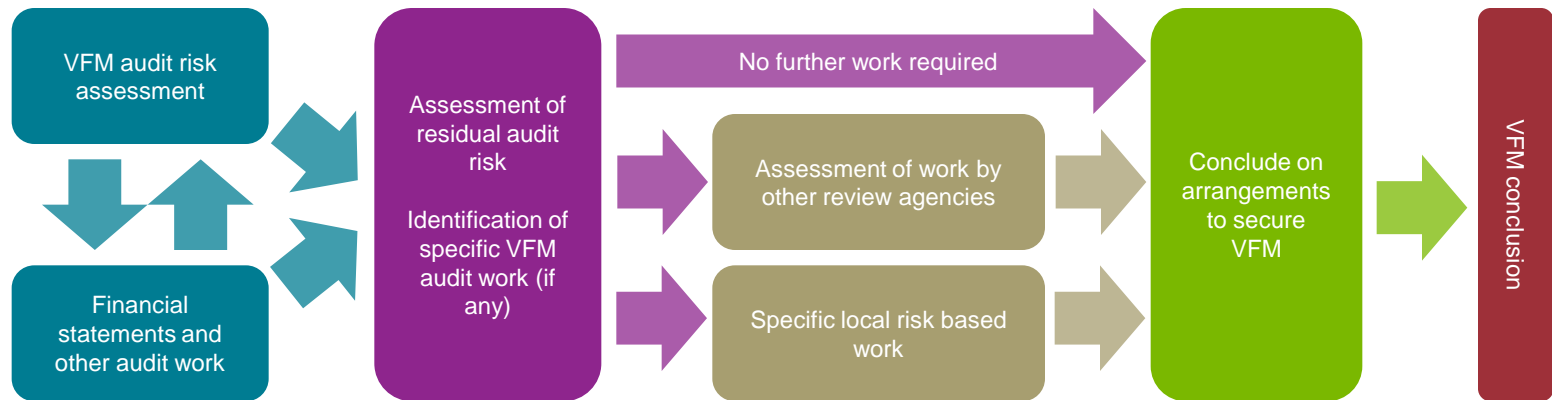 VFM audit risk
assessment
Financial
statements and
other audit work
Assessment of
residual audit
risk
Identification of
specific VFM
audit work (if
any)
No further work required
Assessment of work by
other review agencies
Specific local risk based
work
Conclude on
arrangements
to secure
VFM
VFM conclusion